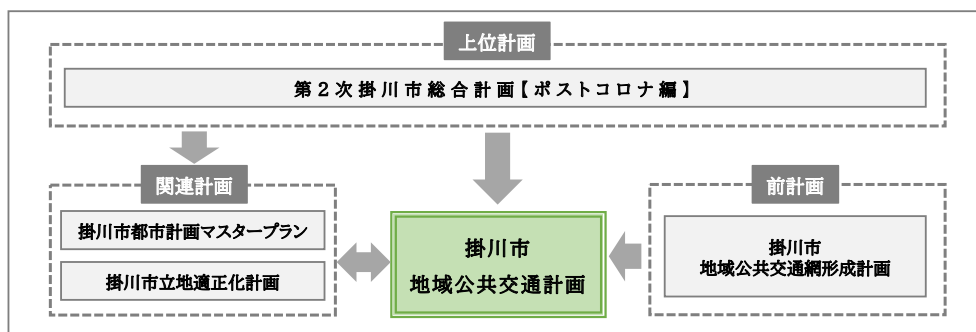 上位計画
第2次掛川市総合計画【ポストコロナ編】
関連計画
掛川市都市計画マスタープラン
掛川市立地適正化計画
掛川市
地域公共交通計画
前計画
掛川市
地域公共交通網形成計画